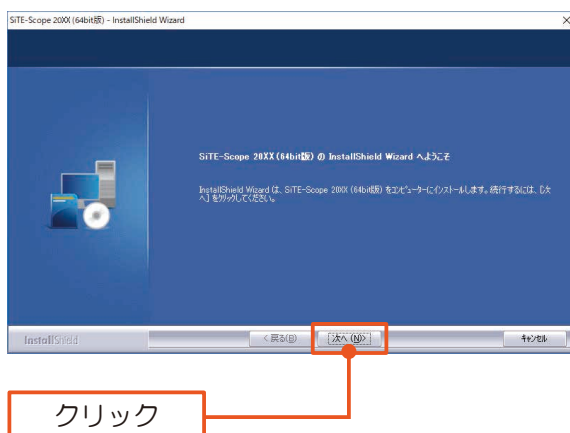 SiTE-Scope 20XX (64bit版) - InstallShield Wizard
SiTE-Scope 20XX (64bit版) の InstallShield Wizard へようこそ
InstallShield Wizard は、SiTE-Scope 20XX (64bit版) をコンピューターにインストールします。続行するには、[次
へ] をクリックしてください。
InstallShield
< 戻る(B)
次へ (N)>
キャンセル
クリック